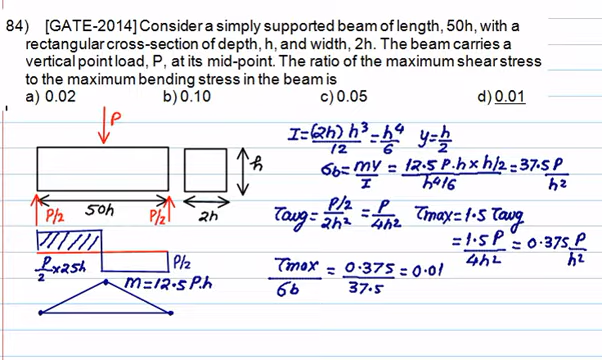 84) [GATE-2014] Consider a simply supported beam of length, 50h, with a
rectangular cross-section of depth, h, and width, 2h. The beam carries a
vertical point load, P, at its mid-point. The ratio of the maximum shear stress
to the maximum bending stress in the beam is
a) 0.02 b) 0.10 c) 0.05 d) 0.01
P
h
P/2 50h P/2 2h
P/2 × 25h P/2
M = 12.5 P.h
I = (2h) h³/12 = h⁴/6 y = h/2
σb = My/I = 12.5 P.h × h/2 / h⁴/6 = 37.5 P/h²
τavg = P/2 / 2h² = P/4h² τmax = 1.5 τavg
= 1.5 P/4h² = 0.375 P/h²
τmax/σb = 0.375/37.5 = 0.01